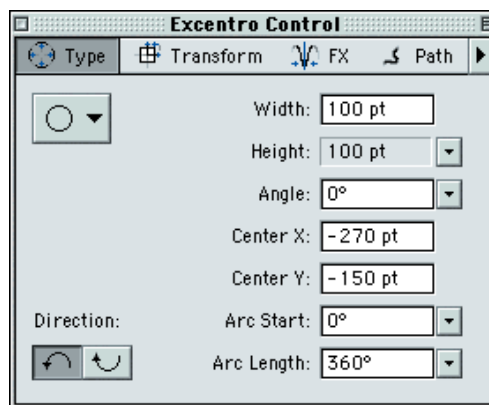 Excentro Control
Type Transform FX Path
Width: 100 pt
Height: 100 pt
Angle: 0°
Center X: -270 pt
Center Y: -150 pt
Direction: Arc Start: 0°
Arc Length: 360°